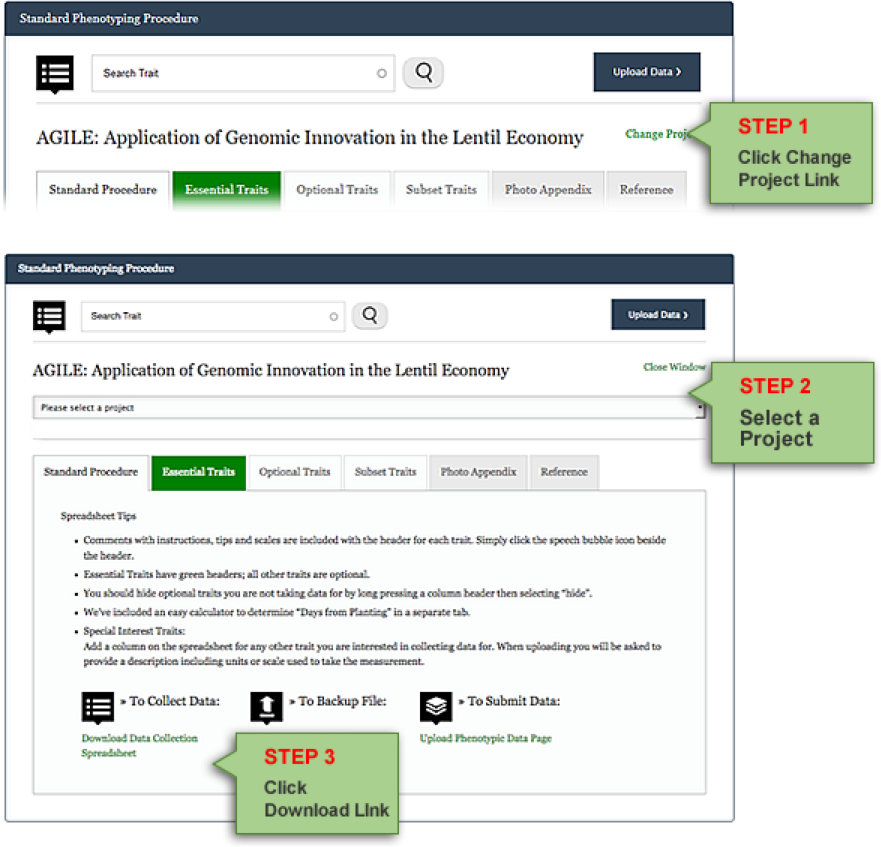 Standard Phenotyping Procedure
Search Trait
Upload Data ❯
AGILE: Application of Genomic Innovation in the Lentil Economy
Change Proje
STEP 1
Click Change
Project Link
Standard Procedure
Essential Traits
Optional Traits
Subset Traits
Photo Appendix
Reference
Standard Phenotyping Procedure
Search Trait
Upload Data ❯
AGILE: Application of Genomic Innovation in the Lentil Economy
Close Window
Please select a project
STEP 2
Select a
Project
Standard Procedure
Essential Traits
Optional Traits
Subset Traits
Photo Appendix
Reference
Spreadsheet Tips
• Comments with instructions, tips and scales are included with the header for each trait. Simply click the speech bubble icon beside
the header.
• Essential Traits have green headers; all other traits are optional.
• You should hide optional traits you are not taking data for by long pressing a column header then selecting "hide".
• We've included an easy calculator to determine "Days from Planting" in a separate tab.
• Special Interest Traits:
Add a column on the spreadsheet for any other trait you are interested in collecting data for. When uploading you will be asked to
provide a description including units or scale used to take the measurement.
» To Collect Data:
» To Backup File:
» To Submit Data:
Download Data Collection
Spreadsheet
Upload Phenotypic Data Page
STEP 3
Click
Download LInk